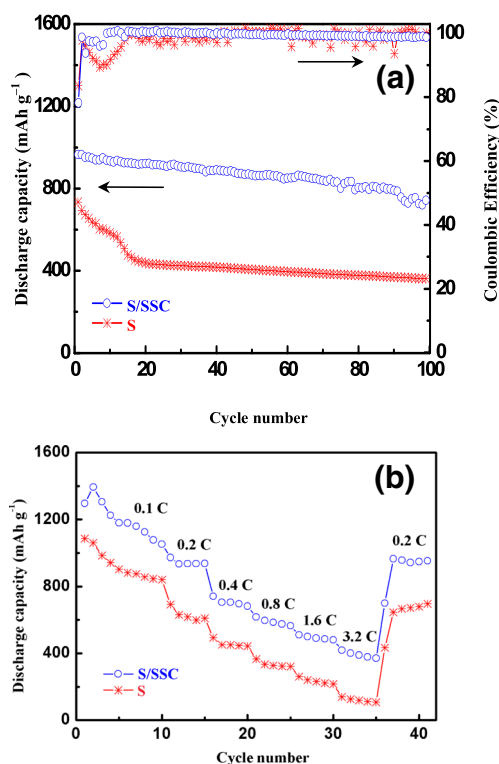 1600
1200
800
400
0
0
20
40
60
80
100
100
80
60
40
20
0
Discharge capacity (mAh g⁻¹)
Coulombic Efficiency (%)
Cycle number
(a)
S/SSC
S
1600
1200
800
400
0
0
10
20
30
40
Discharge capacity (mAh g⁻¹)
Cycle number
(b)
0.1 C
0.2 C
0.4 C
0.8 C
1.6 C
3.2 C
0.2 C
S/SSC
S